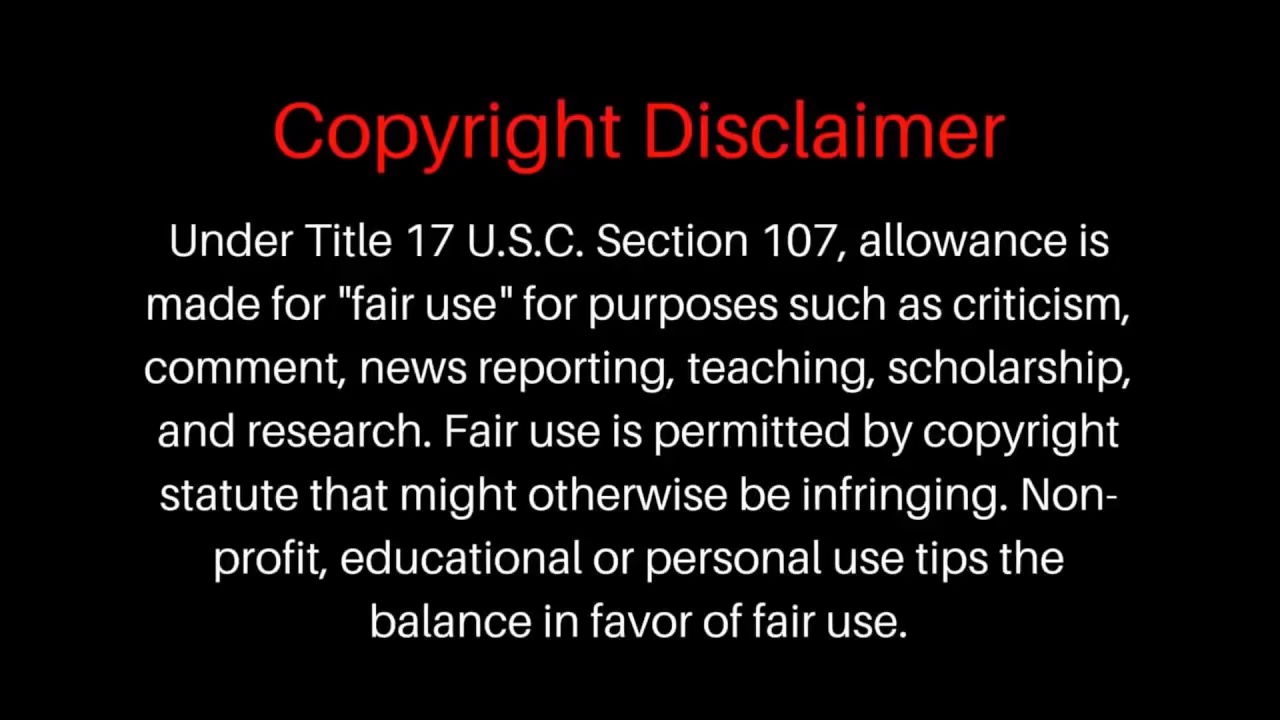 Copyright Disclaimer
Under Title 17 U.S.C. Section 107, allowance is
made for "fair use" for purposes such as criticism,
comment, news reporting, teaching, scholarship,
and research. Fair use is permitted by copyright
statute that might otherwise be infringing. Non-
profit, educational or personal use tips the
balance in favor of fair use.